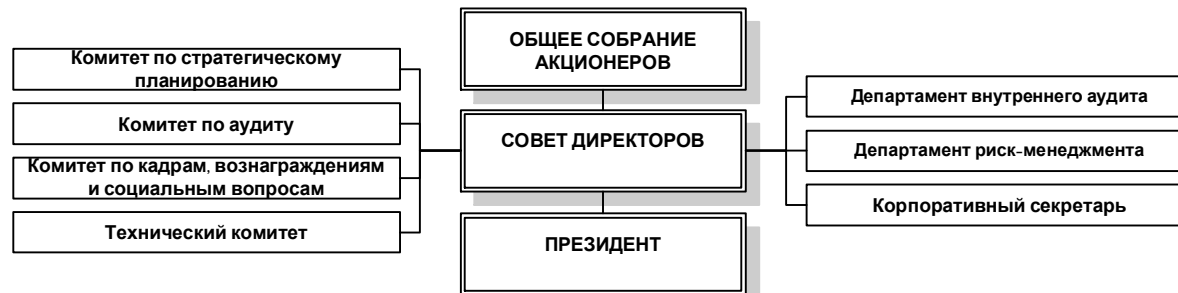 ОБЩЕЕ СОБРАНИЕ
АКЦИОНЕРОВ
Комитет по стратегическому
планированию
Комитет по аудиту
Комитет по кадрам, вознаграждениям
и социальным вопросам
Технический комитет
СОВЕТ ДИРЕКТОРОВ
Департамент внутреннего аудита
Департамент риск-менеджмента
Корпоративный секретарь
ПРЕЗИДЕНТ